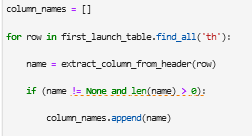 column_names = []
for row in first_launch_table.find_all('th'):
name = extract_column_from_header(row)
if (name != None and len(name) > 0):
column_names.append(name)